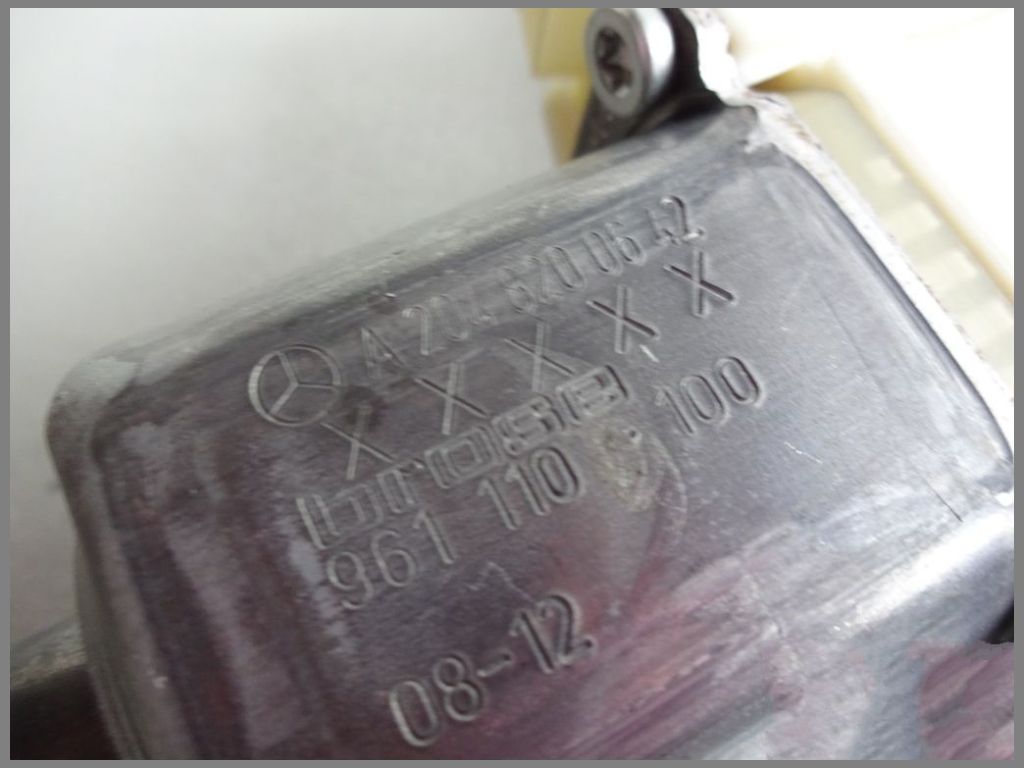 A 204 820 06 42
X X X X X
brose
961 110 . 100
08-12